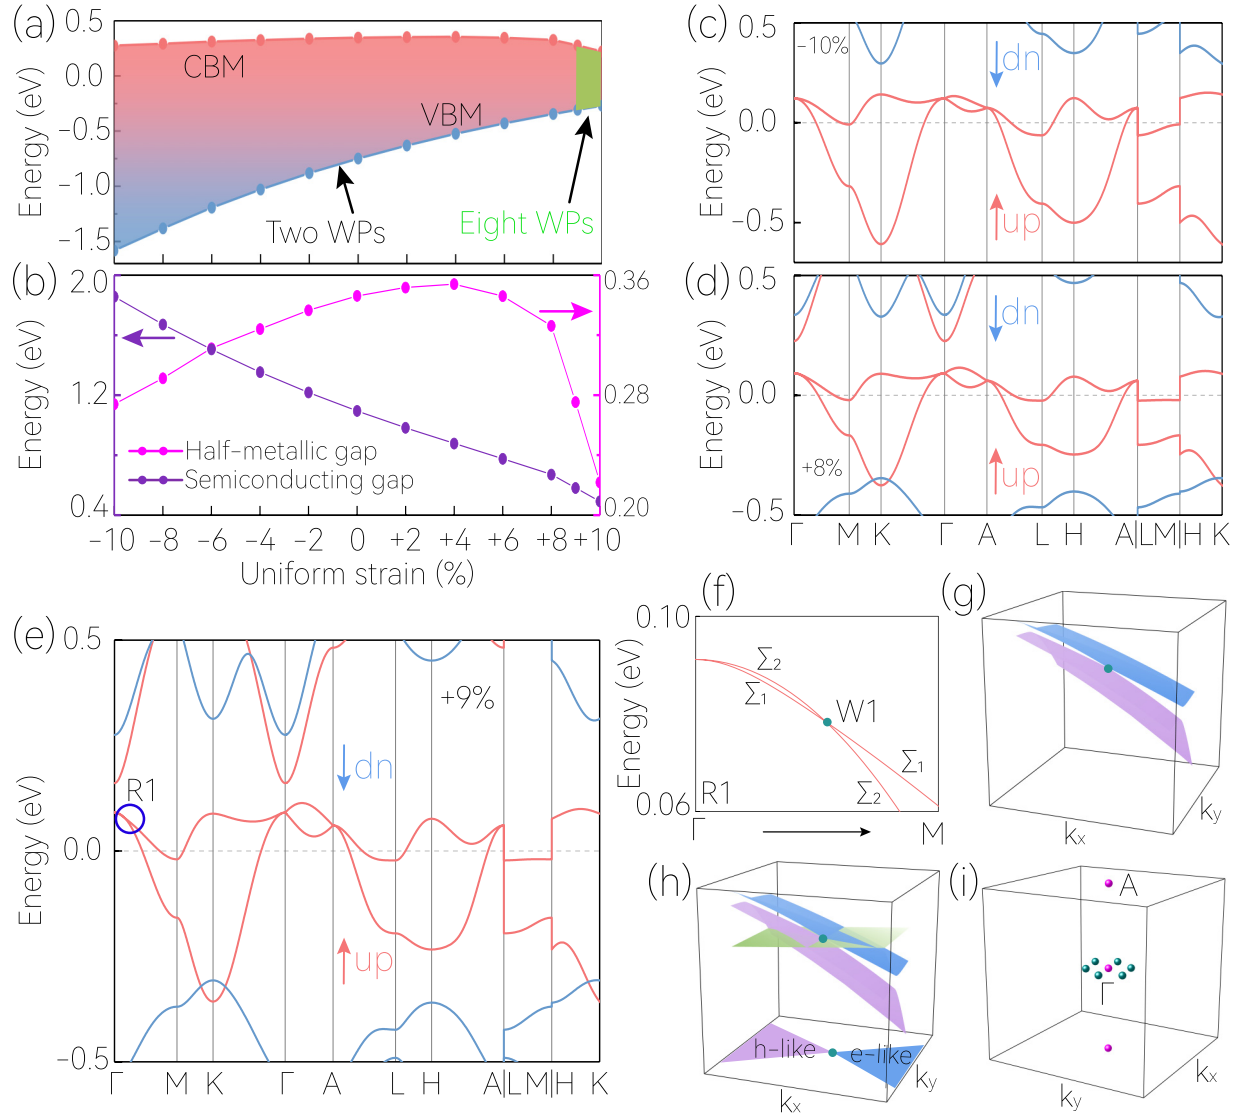 (a)
Energy (eV)
0.5
0.0
−0.5
−1.0
−1.5
CBM
VBM
Two WPs
Eight WPs
(b)
Energy (eV)
2.0
1.2
0.4
0.36
0.28
0.20
Half-metallic gap
Semiconducting gap
−10 −8 −6 −4 −2 0 +2 +4 +6 +8 +10
Uniform strain (%)
(c)
Energy (eV)
0.5
0.0
−0.5
−10%
dn
up
(d)
Energy (eV)
0.5
0.0
−0.5
dn
up
+8%
Γ M K Γ A L H A|LM|H K
(e)
Energy (eV)
0.5
0.0
−0.5
+9%
R1
dn
up
Γ M K Γ A L H A|LM|H K
(f)
Energy (eV)
0.10
0.06
Σ2
Σ1
W1
Σ1
Σ2
R1
Γ M
(g)
kx
ky
(h)
h-like
e-like
kx
ky
(i)
A
Γ
ky
kx